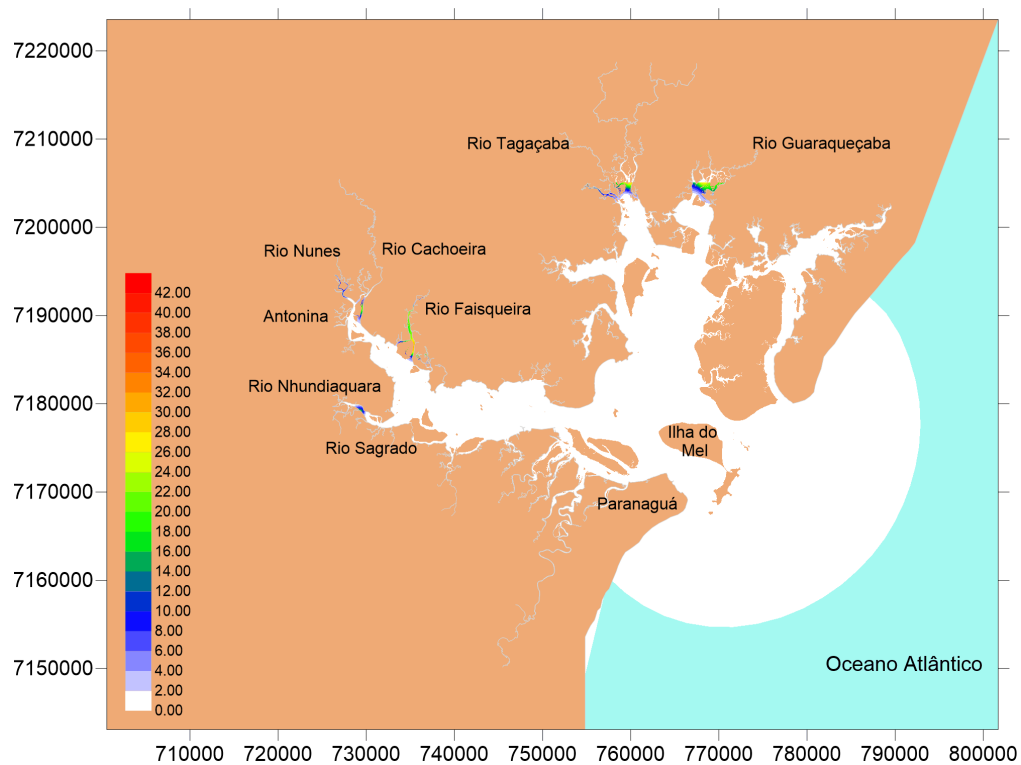 7220000
7210000
Rio Tagaçaba
Rio Guaraqueçaba
7200000
Rio Nunes
Rio Cachoeira
7190000
Antonina
Rio Faisqueira
Rio Nhundiaquara
7180000
Ilha do
Mel
Rio Sagrado
7170000
Paranaguá
7160000
7150000
Oceano Atlântico
42.00
40.00
38.00
36.00
34.00
32.00
30.00
28.00
26.00
24.00
22.00
20.00
18.00
16.00
14.00
12.00
10.00
8.00
6.00
4.00
2.00
0.00
710000 720000 730000 740000 750000 760000 770000 780000 790000 800000